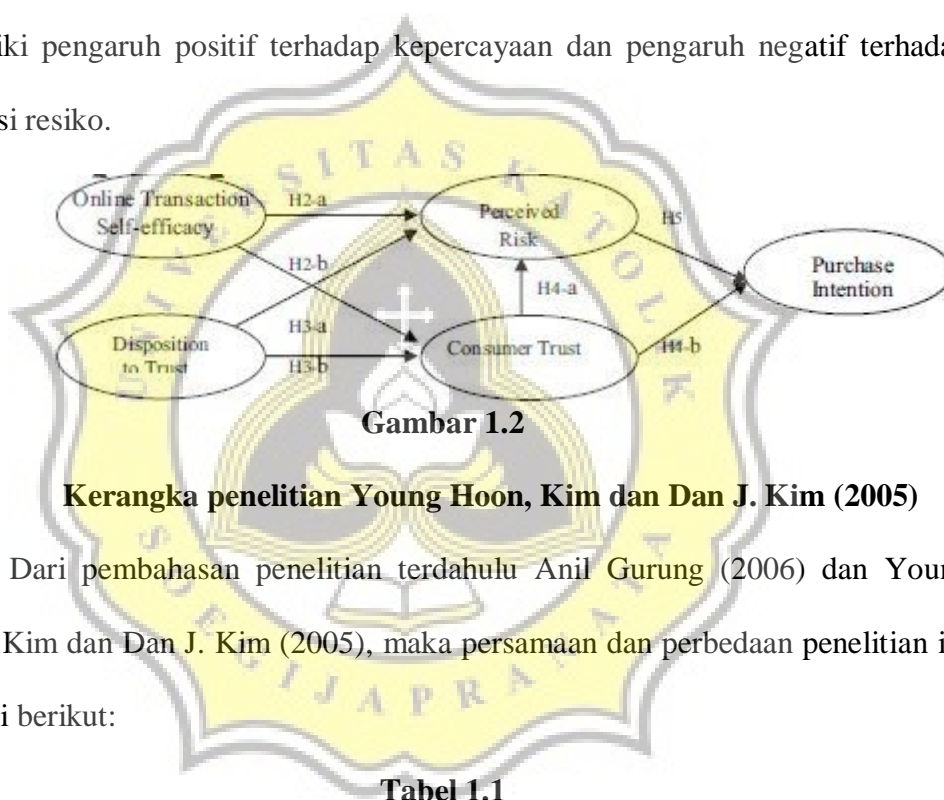 iki pengaruh positif terhadap kepercayaan dan pengaruh negatif terhada
si resiko.
UNIVERSITAS KATOLIK
Online Transaction
Self-efficacy
H2-a
Perceived
Risk
H5
H2-b
H4-a
Purchase
Intention
Disposition
to Trust
H3-a
H3-b
Consumer Trust
-b
Gambar 1.2
Kerangka penelitian Young Hoon, Kim dan Dan J. Kim (2005)
Dari pembahasan penelitian terdahulu Anil Gurung (2006) dan Youn
Kim dan Dan J. Kim (2005), maka persamaan dan perbedaan penelitian i
i berikut:
SOEGIJAPRANATA
Tabel 1.1